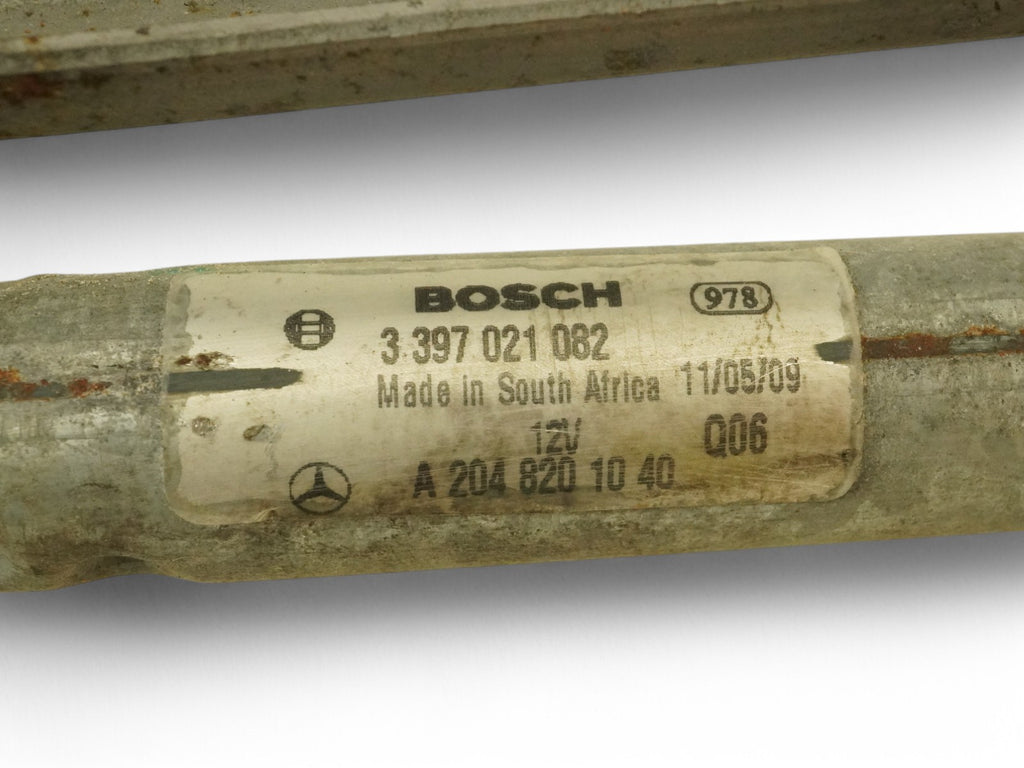 BOSCH 978
3 397 021 082
Made in South Africa 11/05/09
12V Q06
A 204 820 10 40